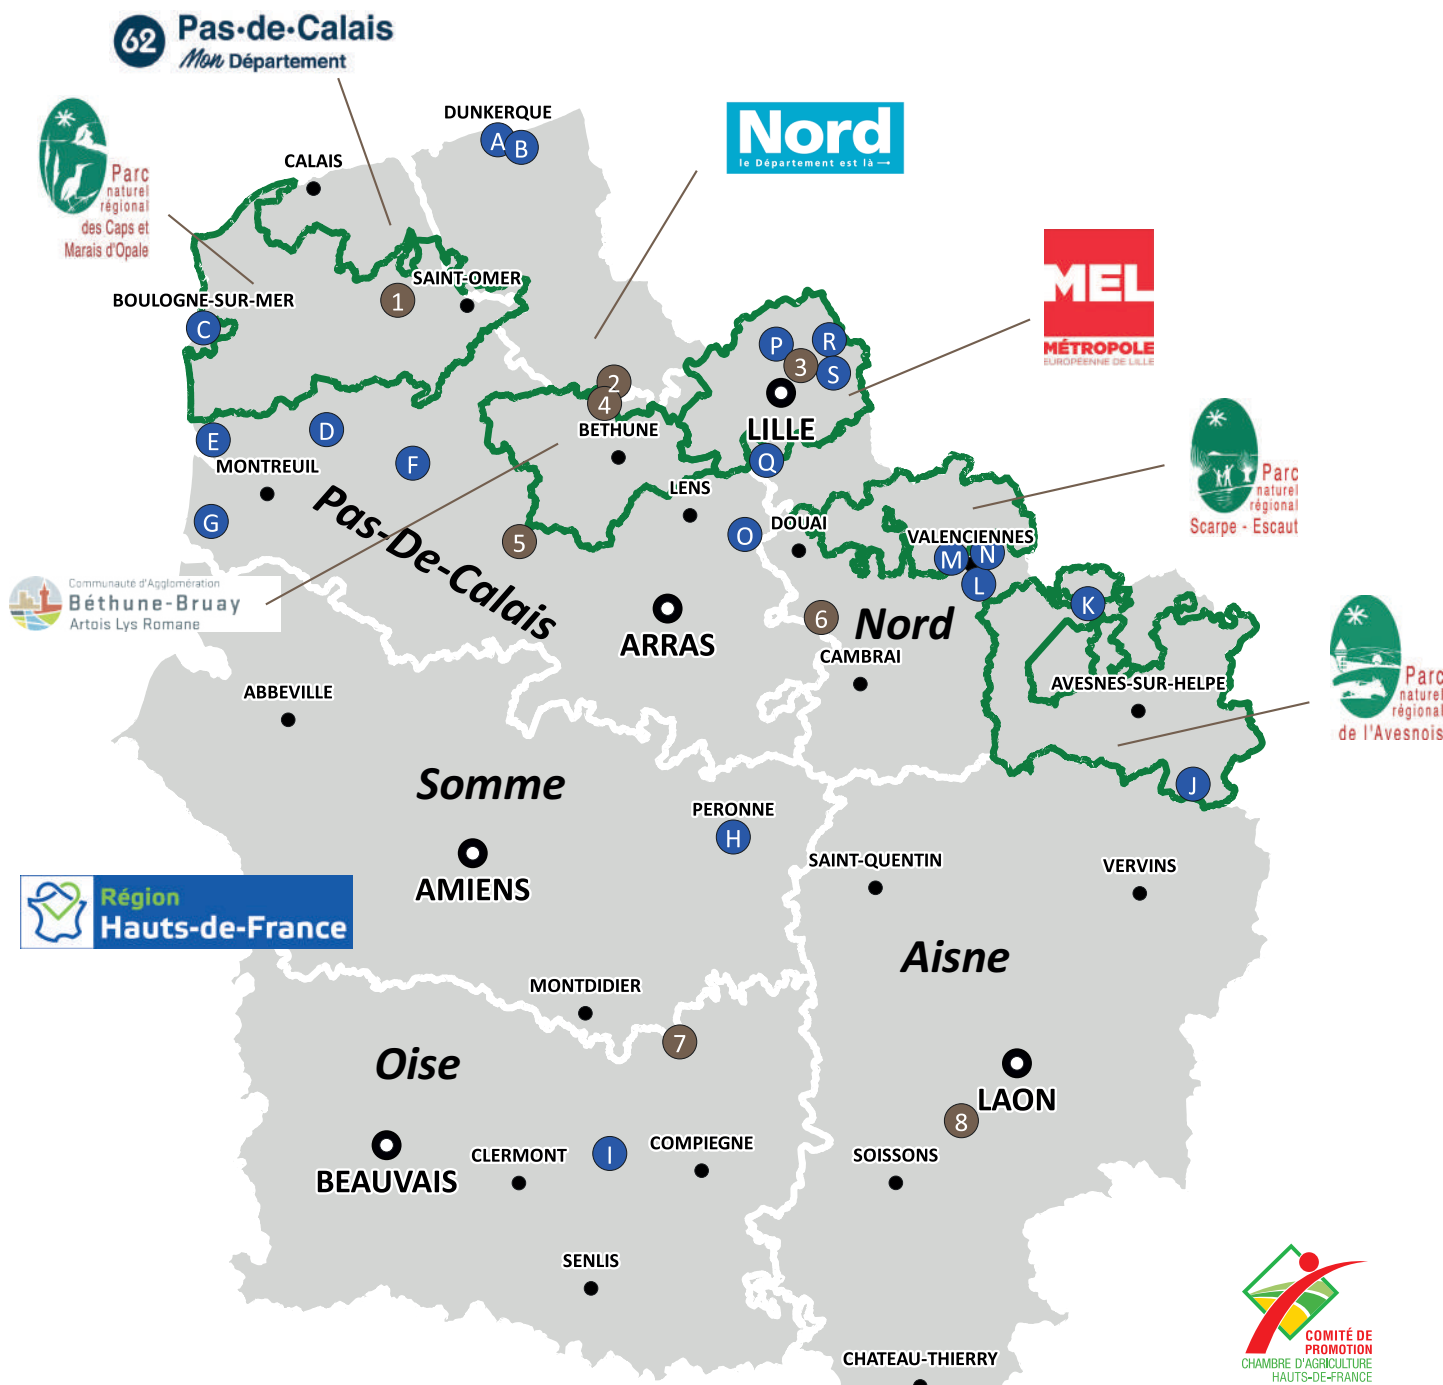 62 Pas-de-Calais
Mon Département
DUNKERQUE
A
B
Nord
le Département est là →
CALAIS
Parc
naturel
régional
des Caps et
Marais d'Opale
MEL
MÉTROPOLE
EUROPÉENNE DE LILLE
SAINT-OMER
BOULOGNE-SUR-MER
1
C
P
R
3
S
2
4
LILLE
BETHUNE
D
E
F
Q
MONTREUIL
Parc
naturel
régional
Scarpe - Escaut
G
Pas-De-Calais
LENS
5
O
DOUAI
VALENCIENNES
M
N
L
Communauté d'Agglomération
Béthune-Bruay
Artois Lys Romane
K
6
Nord
ARRAS
CAMBRAI
ABBEVILLE
AVESNES-SUR-HELPE
Parc
naturel
régional
de l'Avesnois
Somme
J
PERONNE
H
SAINT-QUENTIN
VERVINS
AMIENS
Région
Hauts-de-France
Aisne
MONTDIDIER
7
Oise
LAON
8
BEAUVAIS
CLERMONT
I
COMPIEGNE
SOISSONS
SENLIS
CHATEAU-THIERRY
COMITÉ DE
PROMOTION
CHAMBRE D'AGRICULTURE
HAUTS-DE-FRANCE